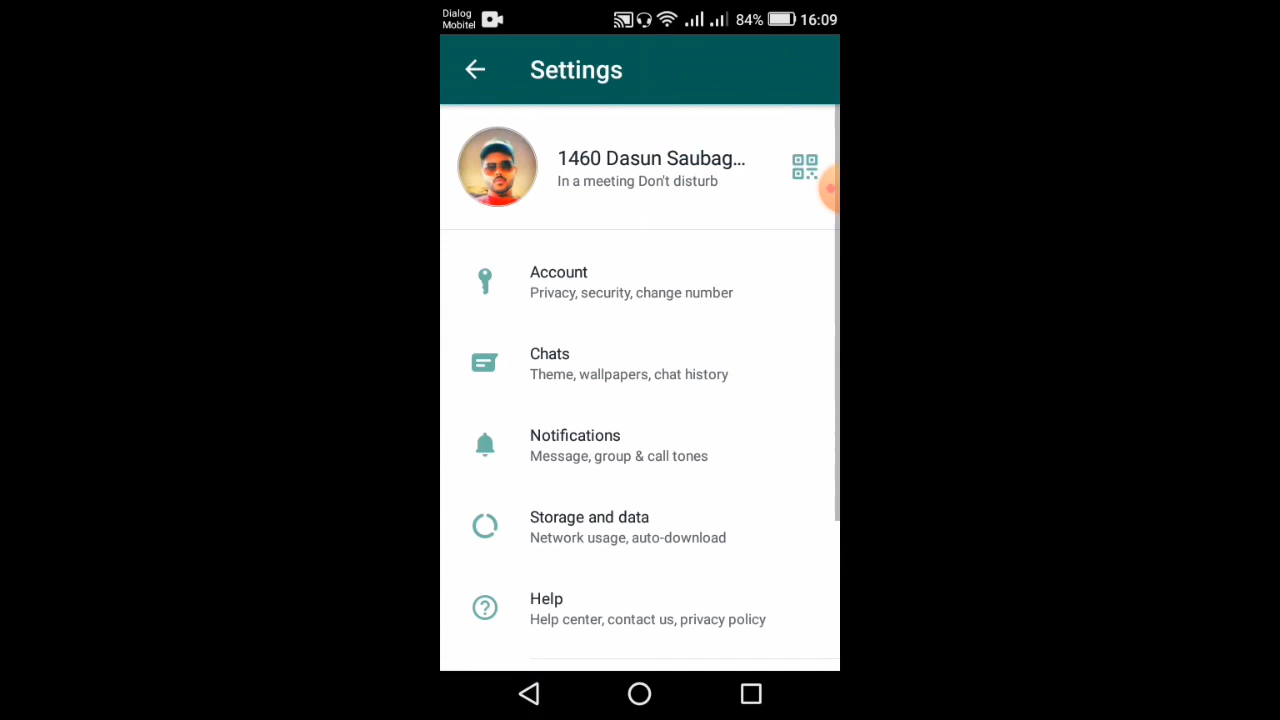 Dialog
Mobitel
84% 16:09
Settings
1460 Dasun Saubag...
In a meeting Don't disturb
Account
Privacy, security, change number
Chats
Theme, wallpapers, chat history
Notifications
Message, group & call tones
Storage and data
Network usage, auto-download
Help
Help center, contact us, privacy policy